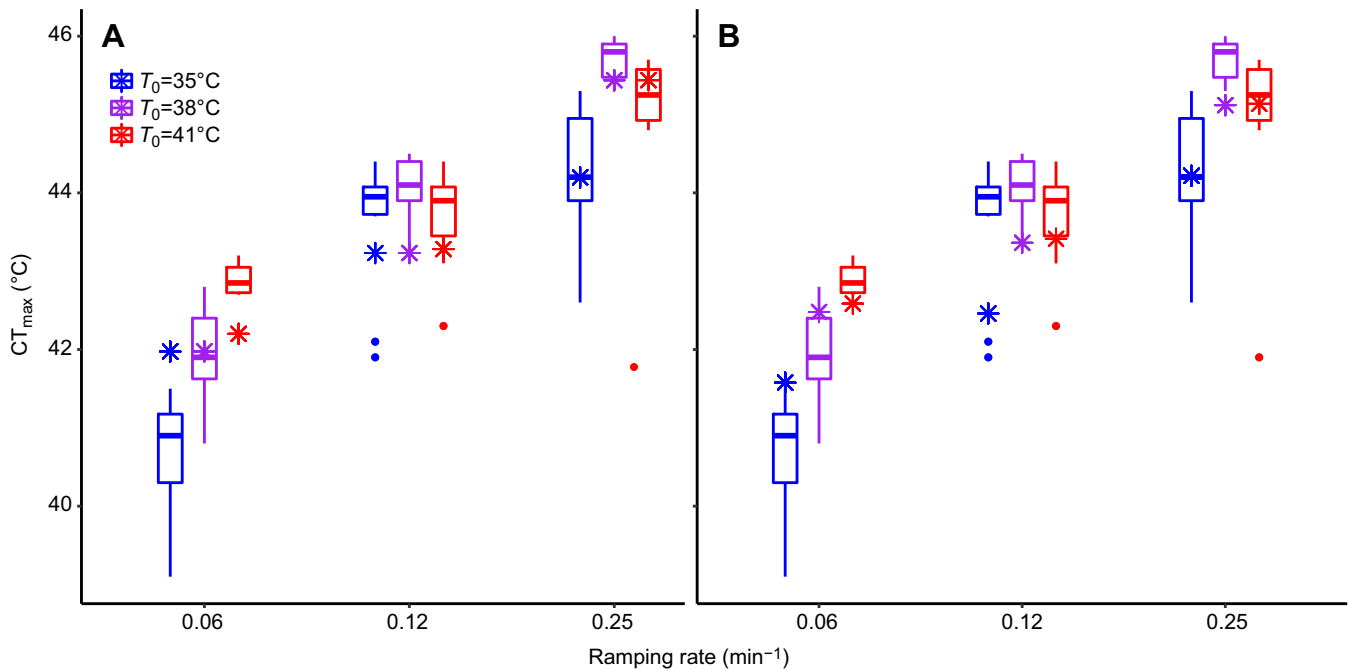 A
B
T₀=35°C
T₀=38°C
T₀=41°C
CTmax (°C)
46
44
42
40
0.06 0.12 0.25 0.06 0.12 0.25
Ramping rate (min⁻¹)